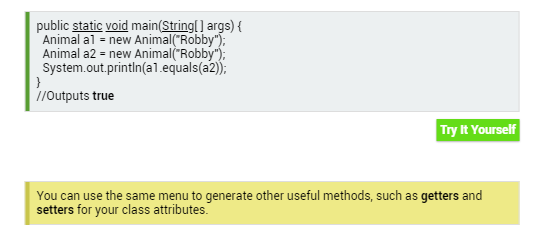 public static void main(String[ ] args) {
Animal a1 = new Animal("Robby");
Animal a2 = new Animal("Robby");
System.out.println(a1.equals(a2));
}
//Outputs true
Try It Yourself
You can use the same menu to generate other useful methods, such as getters and
setters for your class attributes.